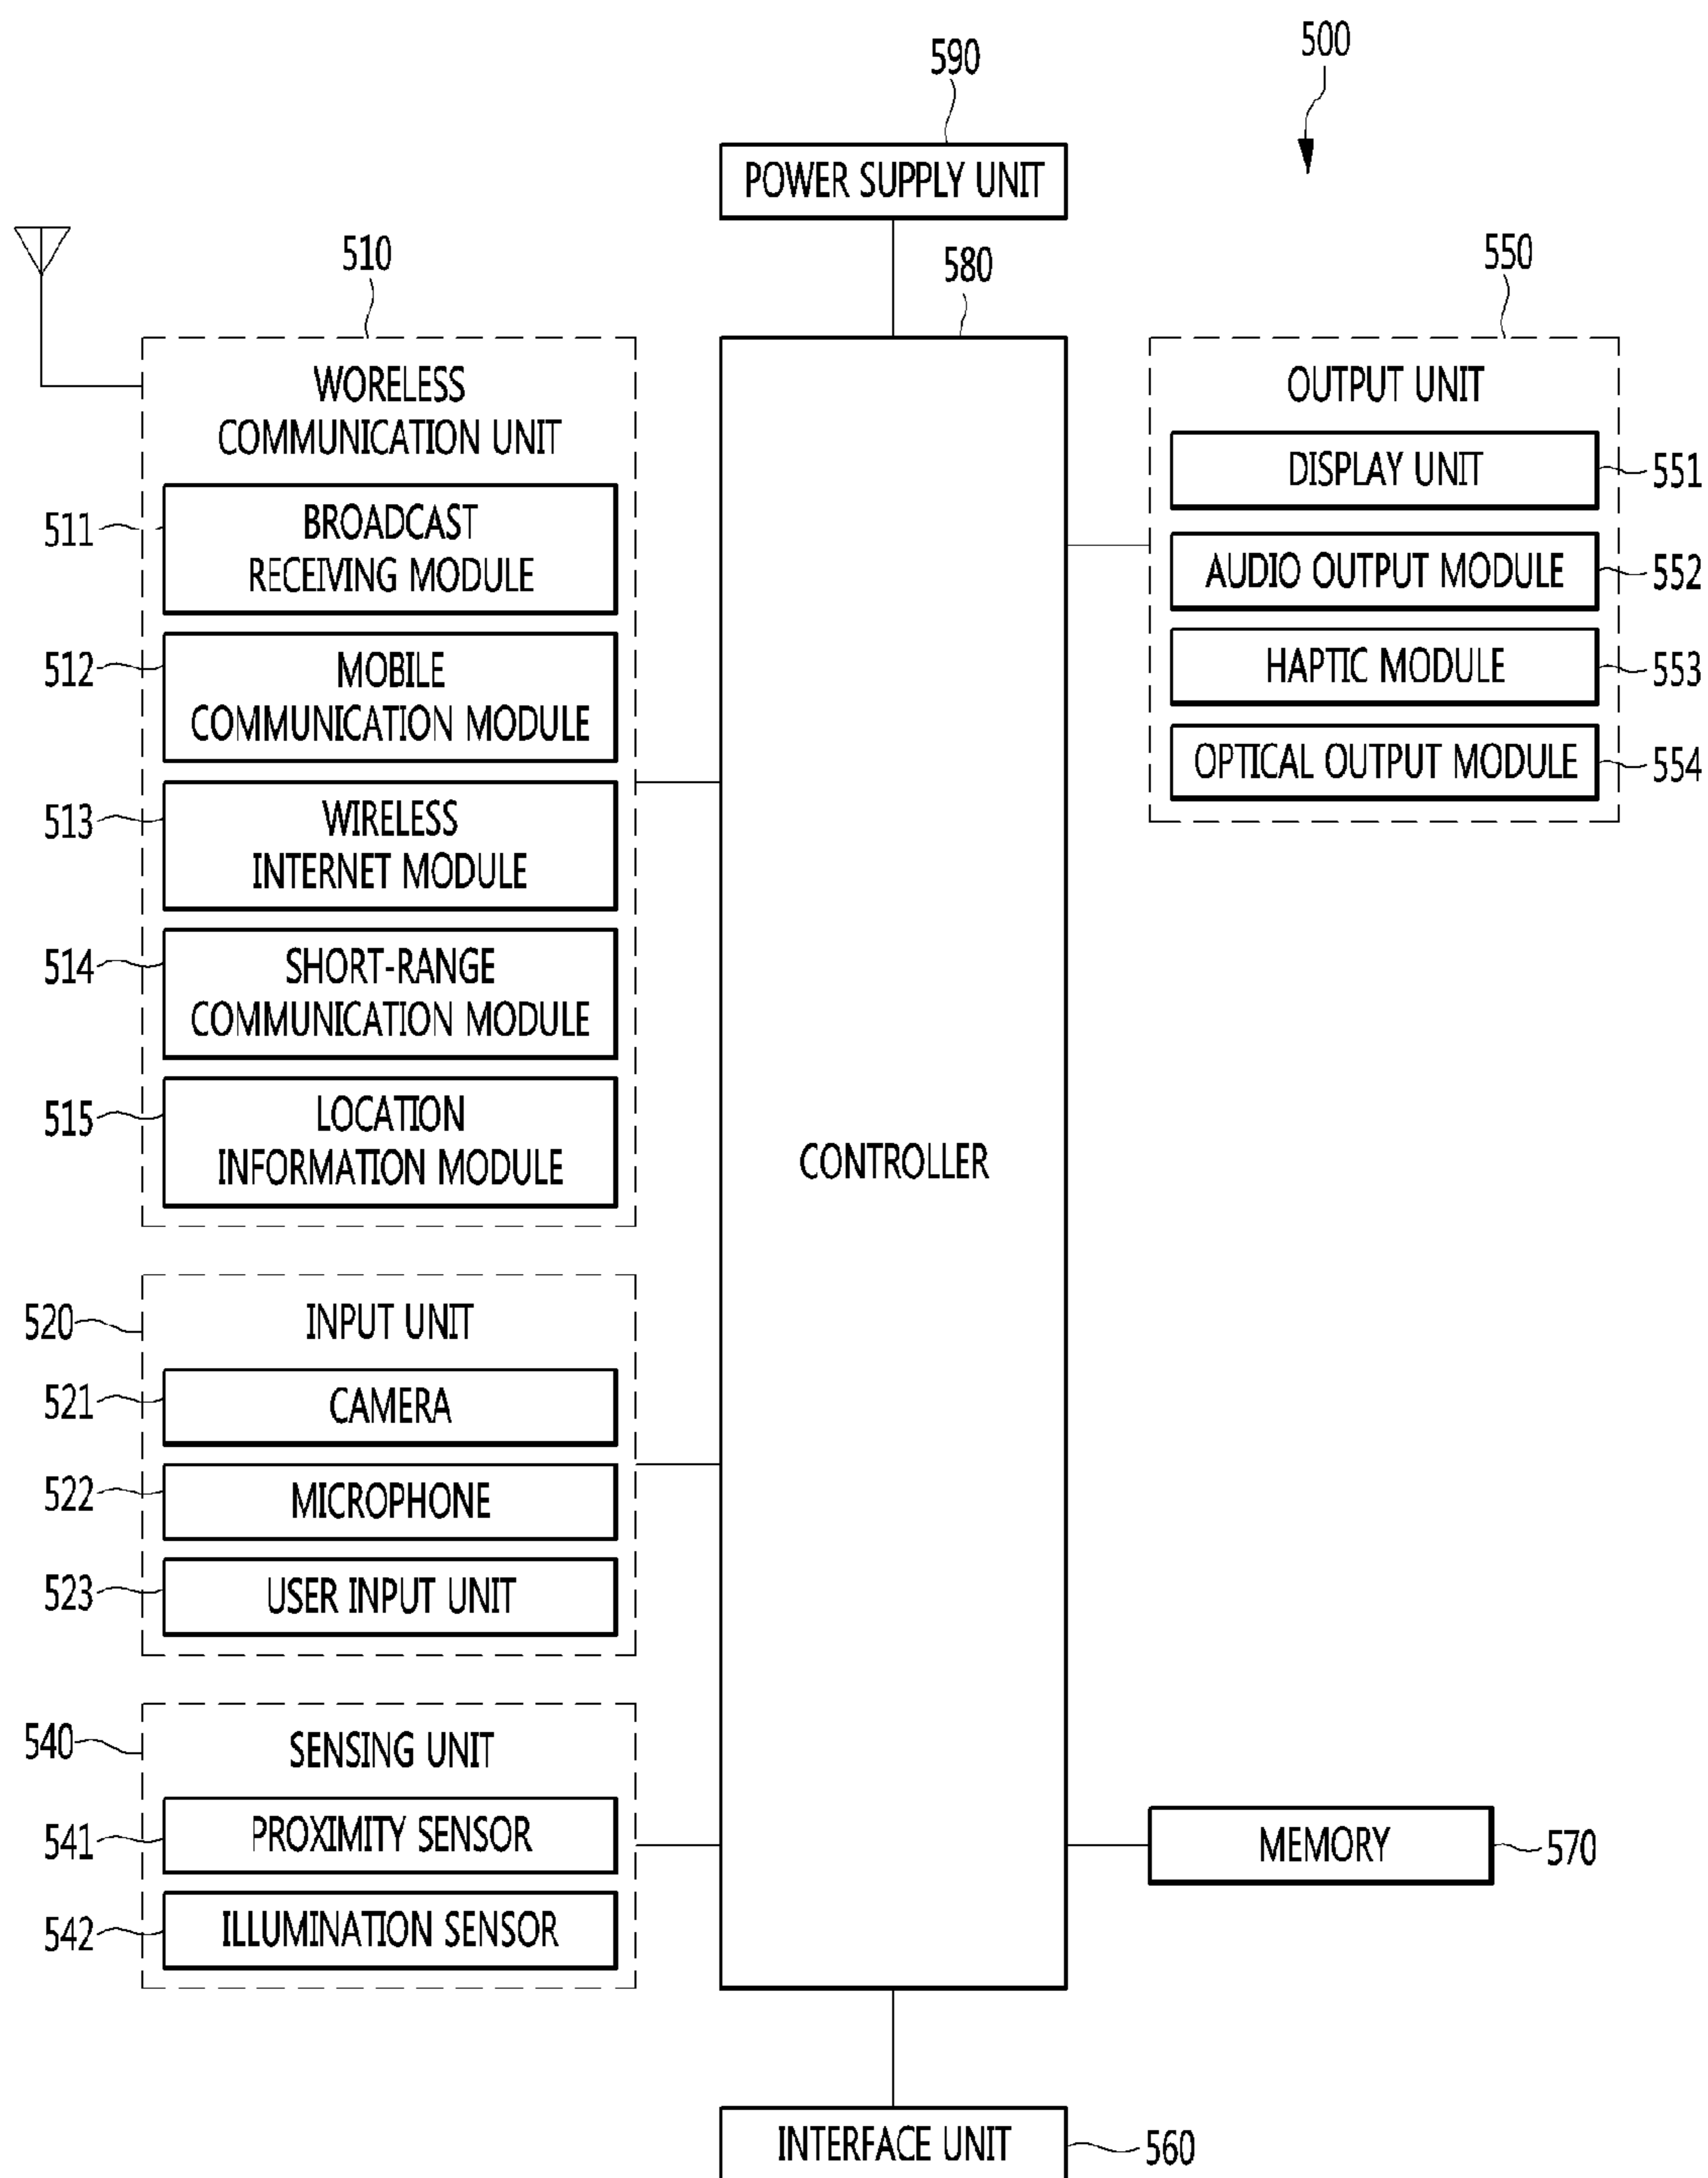 500
590
POWER SUPPLY UNIT
510
580
550
WORELESS
COMMUNICATION UNIT
511
BROADCAST
RECEIVING MODULE
512
MOBILE
COMMUNICATION MODULE
513
WIRELESS
INTERNET MODULE
514
SHORT-RANGE
COMMUNICATION MODULE
515
LOCATION
INFORMATION MODULE
520
INPUT UNIT
521
CAMERA
522
MICROPHONE
523
USER INPUT UNIT
540
SENSING UNIT
541
PROXIMITY SENSOR
542
ILLUMINATION SENSOR
CONTROLLER
OUTPUT UNIT
DISPLAY UNIT
551
AUDIO OUTPUT MODULE
552
HAPTIC MODULE
553
OPTICAL OUTPUT MODULE
554
MEMORY
570
INTERFACE UNIT
560